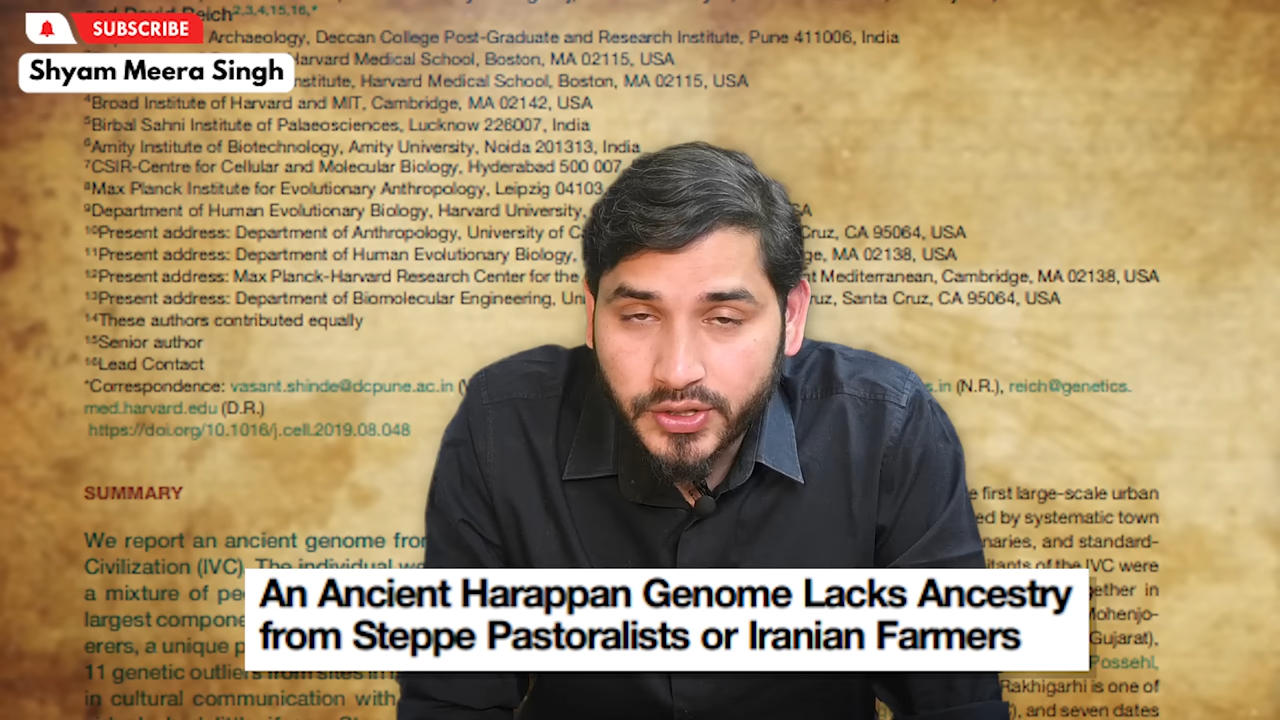 and David Reich2,3,4,15,16,*
SUBSCRIBE
Shyam Meera Singh
Archaeology, Deccan College Post-Graduate and Research Institute, Pune 411006, India
Harvard Medical School, Boston, MA 02115, USA
Institute, Harvard Medical School, Boston, MA 02115, USA
4Broad Institute of Harvard and MIT, Cambridge, MA 02142, USA
5Birbal Sahni Institute of Palaeosciences, Lucknow 226007, India
6Amity Institute of Biotechnology, Amity University, Noida 201313, India
7CSIR-Centre for Cellular and Molecular Biology, Hyderabad 500 007,
8Max Planck Institute for Evolutionary Anthropology, Leipzig 04103,
9Department of Human Evolutionary Biology, Harvard University,
10Present address: Department of Anthropology, University of Cruz, CA 95064, USA
11Present address: Department of Human Evolutionary Biology, MA 02138, USA
12Present address: Max Planck-Harvard Research Center for the Mediterranean, Cambridge, MA 02138, USA
13Present address: Department of Biomolecular Engineering, Santa Cruz, CA 95064, USA
14These authors contributed equally
15Senior author
16Lead Contact
*Correspondence: vasant.shinde@dcpune.ac.in (N.R.), reich@genetics.
med.harvard.edu (D.R.)
https://doi.org/10.1016/j.cell.2019.08.048
SUMMARY
We report an ancient genome from
Civilization (IVC). The individual
a mixture of
largest
erers, a unique
11 genetic outliers from sites in
in cultural communication with
first large-scale urban
by systematic town
and standard-
of the IVC were
together in
Mohenjo-
Gujarat),
Possehl,
Rakhigarhi is one of
and seven dates
An Ancient Harappan Genome Lacks Ancestry
from Steppe Pastoralists or Iranian Farmers